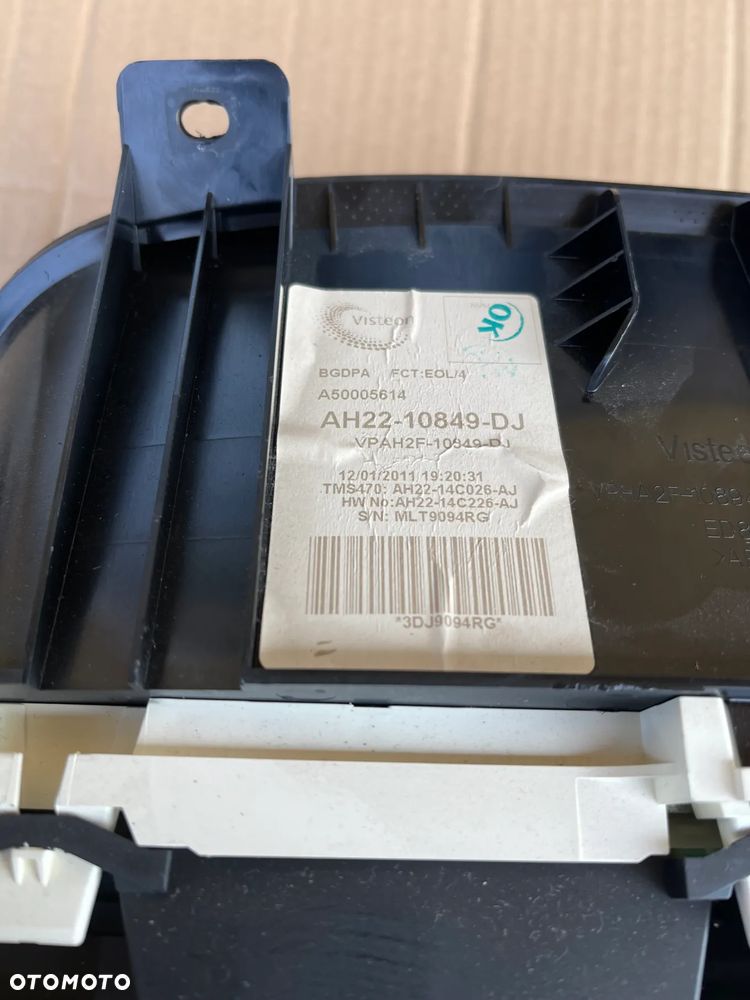 Visteon
OK
BGDPA FCT:EOL/4
A50005614
AH22-10849-DJ
VPAH2F-10849-DJ
12/01/2011 19:20:31
TMS470: AH22-14C026-AJ
HW No:AH22-14C226-AJ
S/N: MLT9094RG
*3DJ9094RG*
Visteon
OTOMOTO